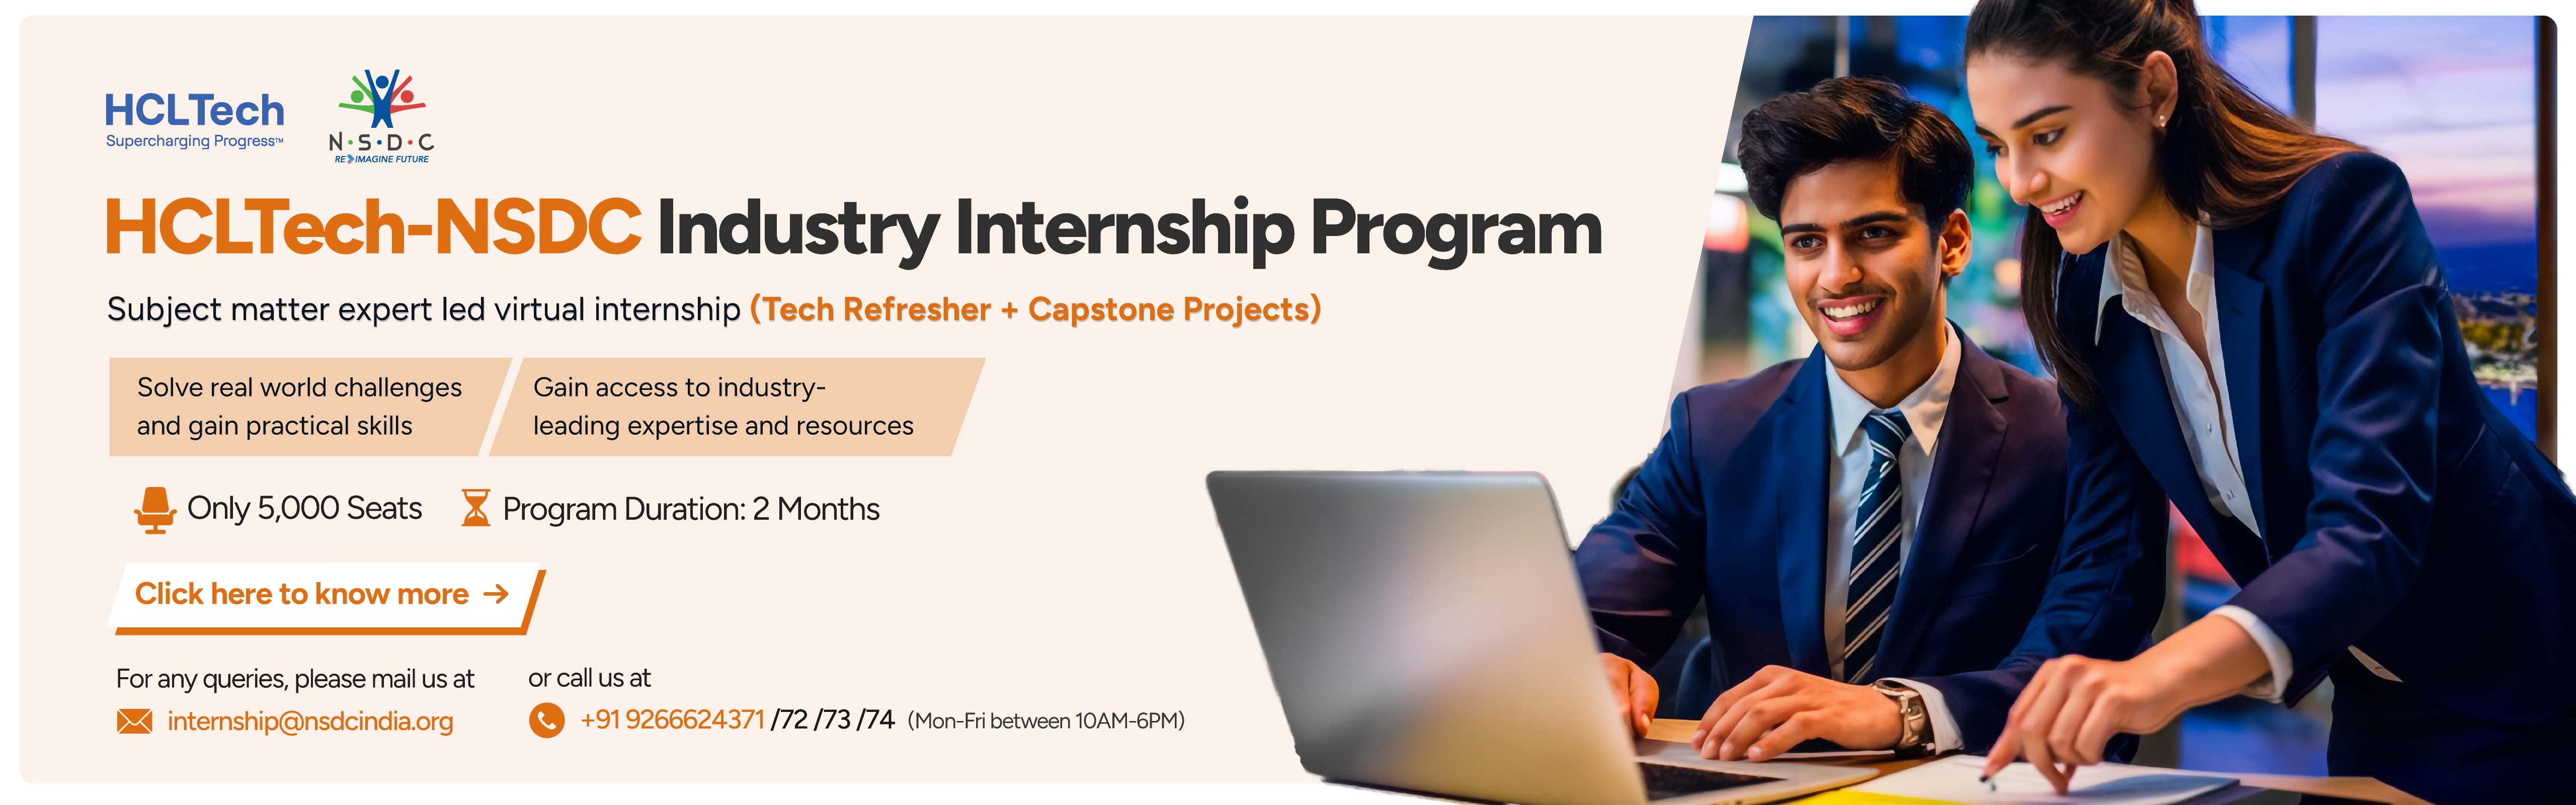 HCLTech
Supercharging Progress™
N·S·D·C
RE IMAGINE FUTURE
HCLTech-NSDC Industry Internship Program
Subject matter expert led virtual internship (Tech Refresher + Capstone Projects)
Solve real world challenges
and gain practical skills
Gain access to industry-
leading expertise and resources
Only 5,000 Seats
Program Duration: 2 Months
Click here to know more →
For any queries, please mail us at
internship@nsdcindia.org
or call us at
+91 9266624371 /72 /73 /74 (Mon-Fri between 10AM-6PM)